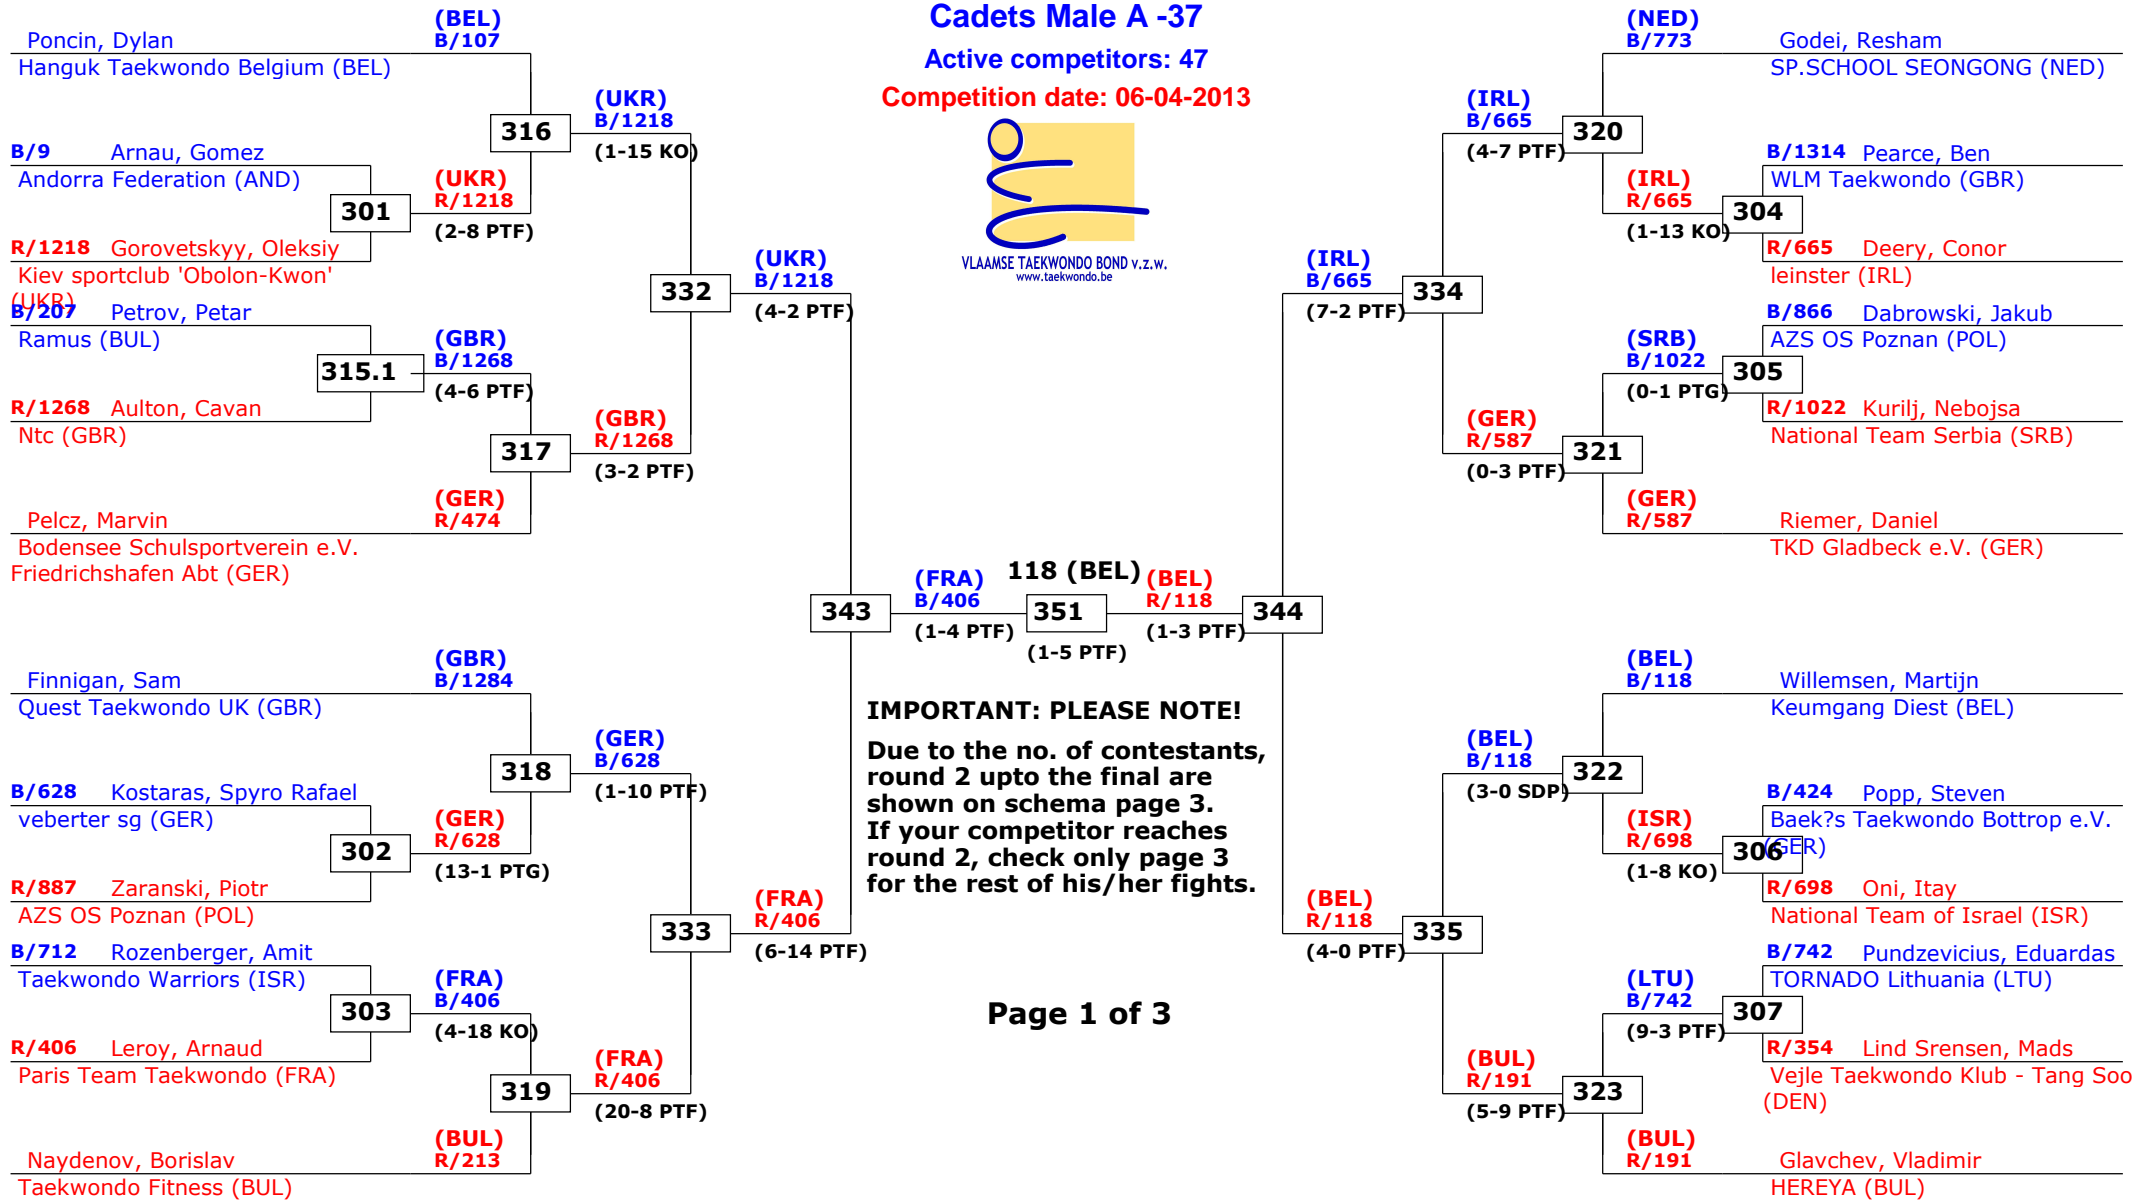 Cadets Male A -37
Active competitors: 47
Competition date: 06-04-2013
VLAAMSE TAEKWONDO BOND v.z.w.
www.taekwondo.be
(BEL)
Poncin, Dylan B/107
Hanguk Taekwondo Belgium (BEL)
316
(UKR)
B/1218
(1-15 KO)
B/9 Arnau, Gomez
Andorra Federation (AND)
301
(UKR)
R/1218
(2-8 PTF)
R/1218 Gorovetskyy, Oleksiy
Kiev sportclub 'Obolon-Kwon'
(UKR)
332
(UKR)
B/1218
(4-2 PTF)
B/207 Petrov, Petar
Ramus (BUL)
315.1
(GBR)
B/1268
(4-6 PTF)
R/1268 Aulton, Cavan
Ntc (GBR)
317
(GBR)
R/1268
(3-2 PTF)
(GER)
Pelcz, Marvin R/474
Bodensee Schulsportverein e.V.
Friedrichshafen Abt (GER)
343
(FRA)
B/406
(1-4 PTF)
118 (BEL)
351
(1-5 PTF)
(BEL)
R/118
(1-3 PTF)
344
(GBR)
Finnigan, Sam B/1284
Quest Taekwondo UK (GBR)
318
(GER)
B/628
(1-10 PTF)
B/628 Kostaras, Spyro Rafael
veberter sg (GER)
302
(GER)
R/628
(13-1 PTG)
R/887 Zaranski, Piotr
AZS OS Poznan (POL)
333
(FRA)
R/406
(6-14 PTF)
B/712 Rozenberger, Amit
Taekwondo Warriors (ISR)
303
(FRA)
B/406
(4-18 KO)
R/406 Leroy, Arnaud
Paris Team Taekwondo (FRA)
319
(FRA)
R/406
(20-8 PTF)
(BUL)
Naydenov, Borislav R/213
Taekwondo Fitness (BUL)
IMPORTANT: PLEASE NOTE!
Due to the no. of contestants,
round 2 upto the final are
shown on schema page 3.
If your competitor reaches
round 2, check only page 3
for the rest of his/her fights.
Page 1 of 3
(NED)
B/773 Godei, Resham
SP.SCHOOL SEONGONG (NED)
(IRL)
B/665
(4-7 PTF)
320
B/1314 Pearce, Ben
WLM Taekwondo (GBR)
(IRL)
R/665
(1-13 KO)
304
R/665 Deery, Conor
leinster (IRL)
(IRL)
B/665
(7-2 PTF)
334
B/866 Dabrowski, Jakub
AZS OS Poznan (POL)
(SRB)
B/1022
(0-1 PTG)
305
R/1022 Kurilj, Nebojsa
National Team Serbia (SRB)
(GER)
R/587
(0-3 PTF)
321
(GER)
R/587 Riemer, Daniel
TKD Gladbeck e.V. (GER)
(BEL)
B/118 Willemsen, Martijn
Keumgang Diest (BEL)
(BEL)
B/118
(3-0 SDP)
322
B/424 Popp, Steven
Baek?s Taekwondo Bottrop e.V.
(GER)
(ISR)
R/698
(1-8 KO)
306
R/698 Oni, Itay
National Team of Israel (ISR)
(BEL)
R/118
(4-0 PTF)
335
B/742 Pundzevicius, Eduardas
TORNADO Lithuania (LTU)
(LTU)
B/742
(9-3 PTF)
307
R/354 Lind Srensen, Mads
Vejle Taekwondo Klub - Tang Soo
(DEN)
(BUL)
R/191
(5-9 PTF)
323
(BUL)
R/191 Glavchev, Vladimir
HEREYA (BUL)